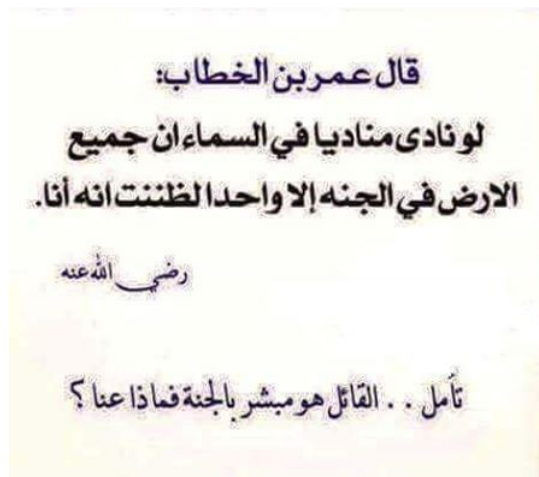 قال عمر بن الخطاب:
لو نادى مناديا في السماء ان جميع
الارض في الجنه إلا واحدا لظننت انه أنا.
رضي الله عنه
تأمل . . القائل هو مبشر بالجنة فماذا عنا ؟